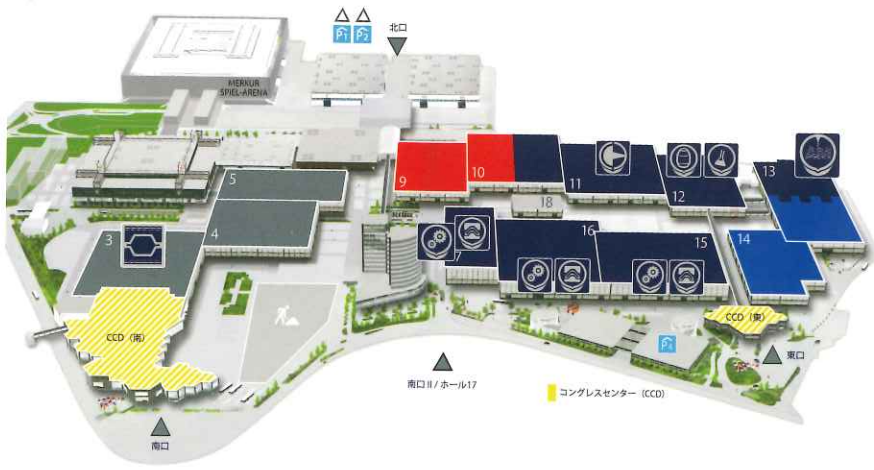 P1 P2
北口
MERKUR
SPIEL-ARENA
5
9
10
11
12
13
3
4
18
7
16
15
14
CCD（南）
CCD（東）
東口
南口 II / ホール17
コングレスセンター（CCD）
南口